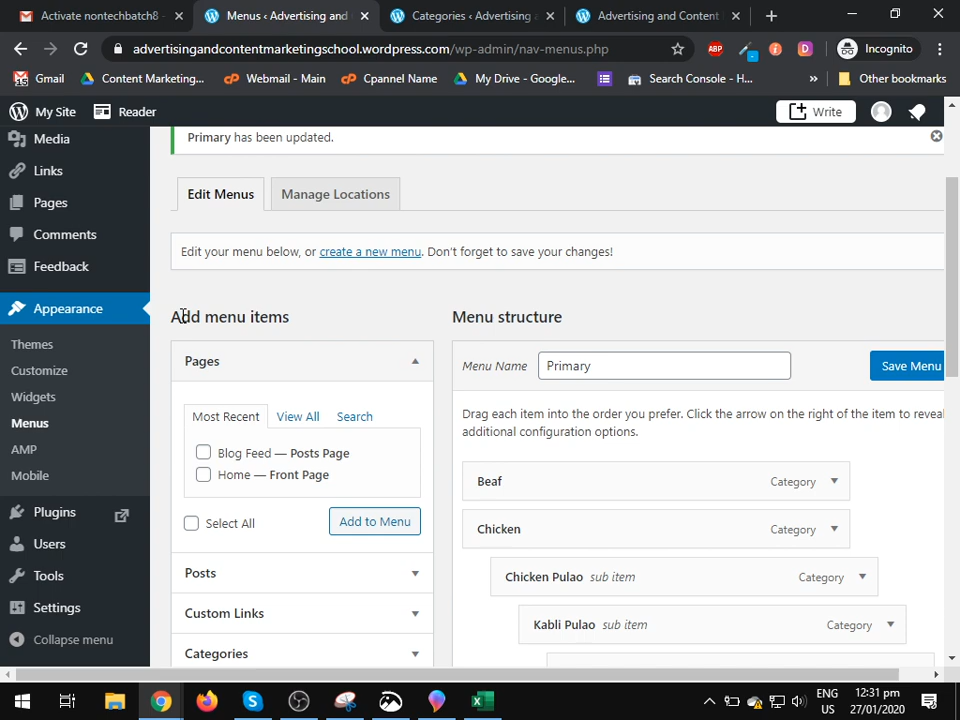 Activate nontechbatch8
Menus ‹ Advertising and
Categories ‹ Advertising
Advertising and Content
advertisingandcontentmarketingschool.wordpress.com/wp-admin/nav-menus.php
ABP
D
Incognito
15
Gmail
Content Marketing...
Webmail - Main
Cpannel Name
My Drive - Google...
Search Console - H...
»
Other bookmarks
My Site
Reader
Write
Media
Links
Pages
Comments
Feedback
Appearance
Themes
Customize
Widgets
Menus
AMP
Mobile
Plugins
Users
Tools
Settings
Collapse menu
Primary has been updated.
Edit Menus
Manage Locations
Edit your menu below, or create a new menu. Don't forget to save your changes!
Add menu items
Pages
Most Recent
View All
Search
Blog Feed — Posts Page
Home — Front Page
Select All
Add to Menu
Posts
Custom Links
Categories
Menu structure
Menu Name
Primary
Save Menu
Drag each item into the order you prefer. Click the arrow on the right of the item to reveal
additional configuration options.
Beaf Category
Chicken Category
Chicken Pulao sub item Category
Kabli Pulao sub item Category
ENG
US
12:31 pm
27/01/2020